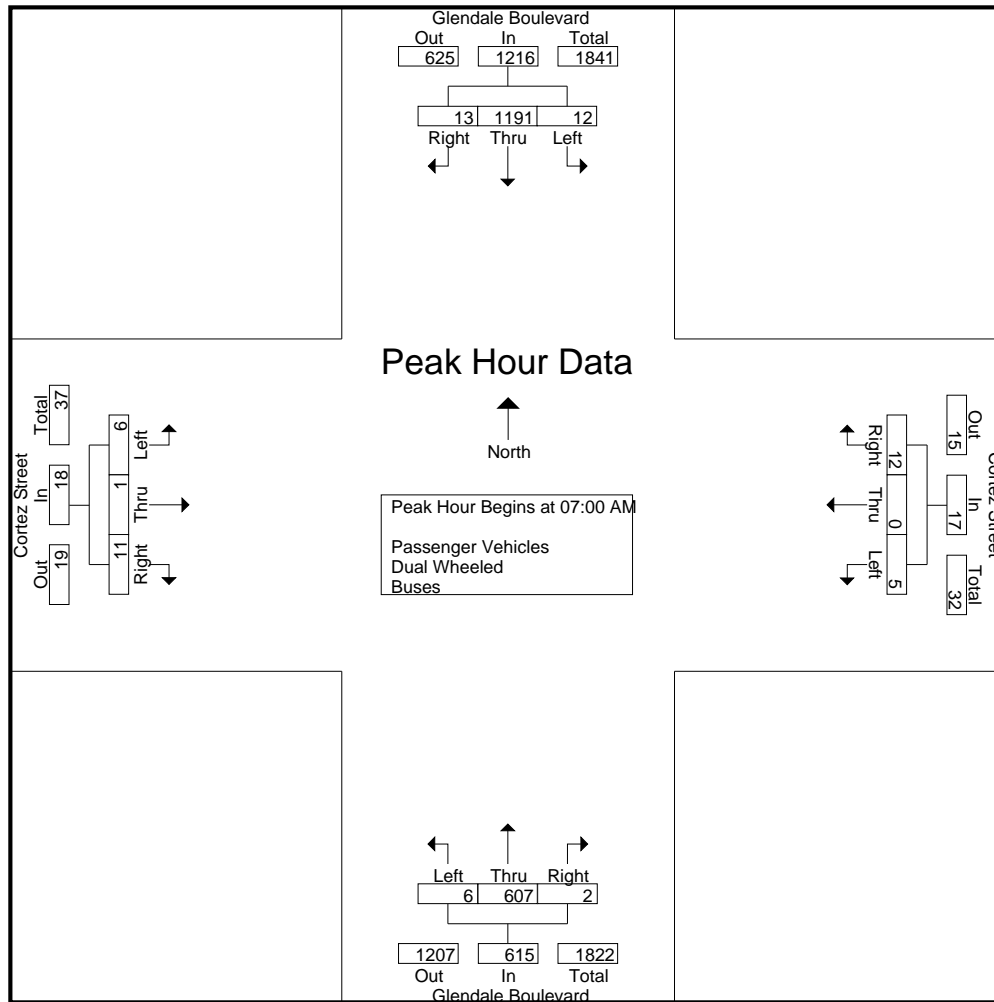 Glendale Boulevard
Out In Total
625 1216 1841
13 1191 12
Right Thru Left
Peak Hour Data
North
Peak Hour Begins at 07:00 AM
Passenger Vehicles
Dual Wheeled
Buses
Cortez Street
Out In Total
19 18 37
11 1 6
Right Thru Left
Cortez Street
Out In Total
15 17 32
12 0 5
Right Thru Left
Left Thru Right
6 607 2
1207 615 1822
Out In Total
Glendale Boulevard